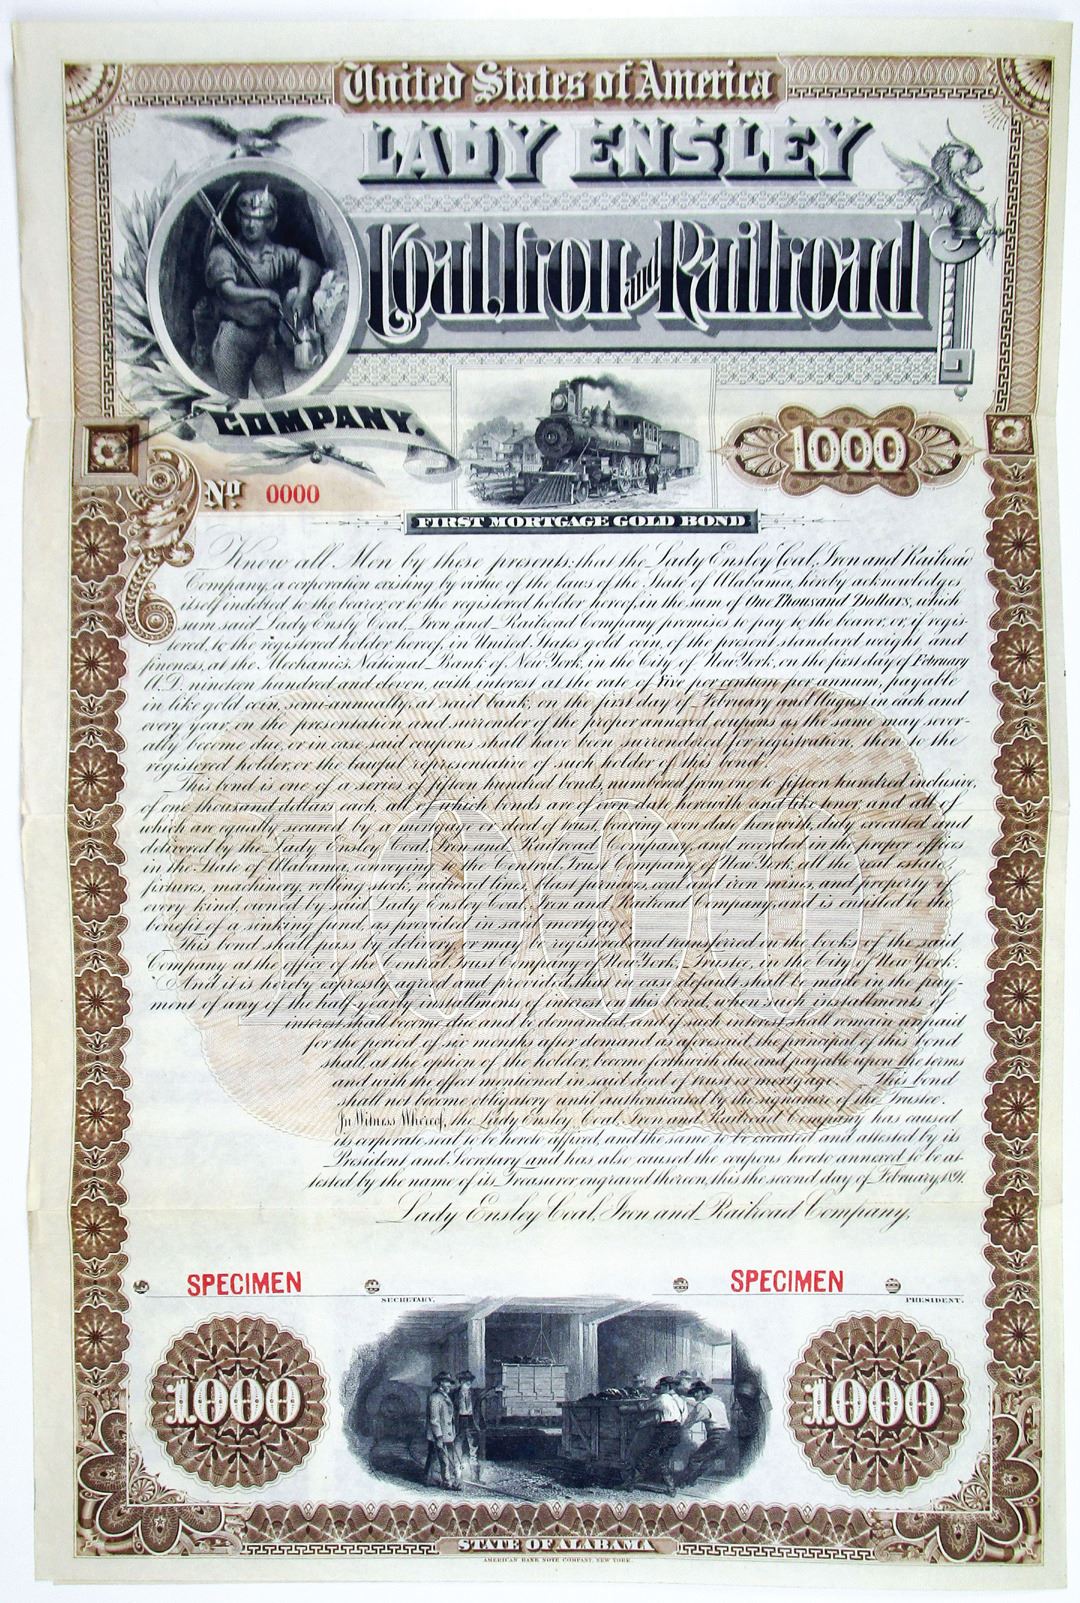 United States of America
LADY ENSLEY
Coal, Iron and Railroad
COMPANY.
1000
No. 0000
FIRST MORTGAGE GOLD BOND
Know all Men by these presents; that the Lady Ensley Coal, Iron and Railroad
Company, a corporation existing by virtue of the laws of the State of Alabama, hereby acknowledges
itself indebted to the bearer, or to the registered holder hereof, in the sum of One Thousand Dollars, which
sum said Lady Ensly Coal, Iron and Railroad Company promises to pay to the bearer, or, if regis-
tered, to the registered holder hereof, in United States gold coin, of the present standard weight and
fineness, at the Mechanics National Bank of New York, in the City of New York, on the first day of February
A.D. nineteen hundred and eleven, with interest at the rate of Five per centum per annum, payable
in like gold coin, semi-annually, at said bank, on the first day of February and August in each and
every year, on the presentation and surrender of the proper annexed coupons as the same may sever-
ally become due, or in case said coupons shall have been surrendered for registration, then to the
registered holder, or the lawful representative of such holder of this bond.
This bond is one of a series of fifteen hundred bonds, numbered from one to fifteen hundred inclusive,
of one thousand dollars each, all of which bonds are of even date herewith and like tenor, and all of
which are equally secured by a mortgage or deed of trust, bearing even date herewith, duly executed and
delivered by the Lady Ensley Coal, Iron and Railroad Company, and recorded in the proper offices
in the State of Alabama, conveying to the Central Trust Company of New York, all the real estate,
fixtures, machinery, rolling stock, railroad lines, blast furnaces, coal and iron mines, and property of
every kind, owned by said Lady Ensley Coal, Iron and Railroad Company, and is entitled to the
benefit of a sinking fund, as provided in said mortgage.
This bond shall pass by delivery, or may be registered and transferred on the books of the said
Company at the office of the Central Trust Company of New York, Trustee, in the City of New York.
And it is hereby expressly agreed and provided, that in case default shall be made in the pay-
ment of any of the half-yearly installments of interest on this bond, when such installments of
interest shall become due and be demanded, and if such interest shall remain unpaid
for the period of six months after demand as aforesaid, the principal of this bond
shall, at the option of the holder, become forthwith due and payable upon the terms
and with the effect mentioned in said deed of trust or mortgage. This bond
shall not become obligatory until authenticated by the signature of the Trustee.
In Witness Whereof, the Lady Ensley Coal, Iron and Railroad Company has caused
its corporate seal to be hereto affixed, and the same to be executed and attested by its
President and Secretary, and has also caused the coupons hereto annexed to be at-
tested by the name of its Treasurer engraved thereon, this the second day of February, 1891.
Lady Ensley Coal, Iron and Railroad Company,
SPECIMEN SPECIMEN
SECRETARY. PRESIDENT.
1000 1000
STATE OF ALABAMA
AMERICAN BANK NOTE COMPANY, NEW YORK.